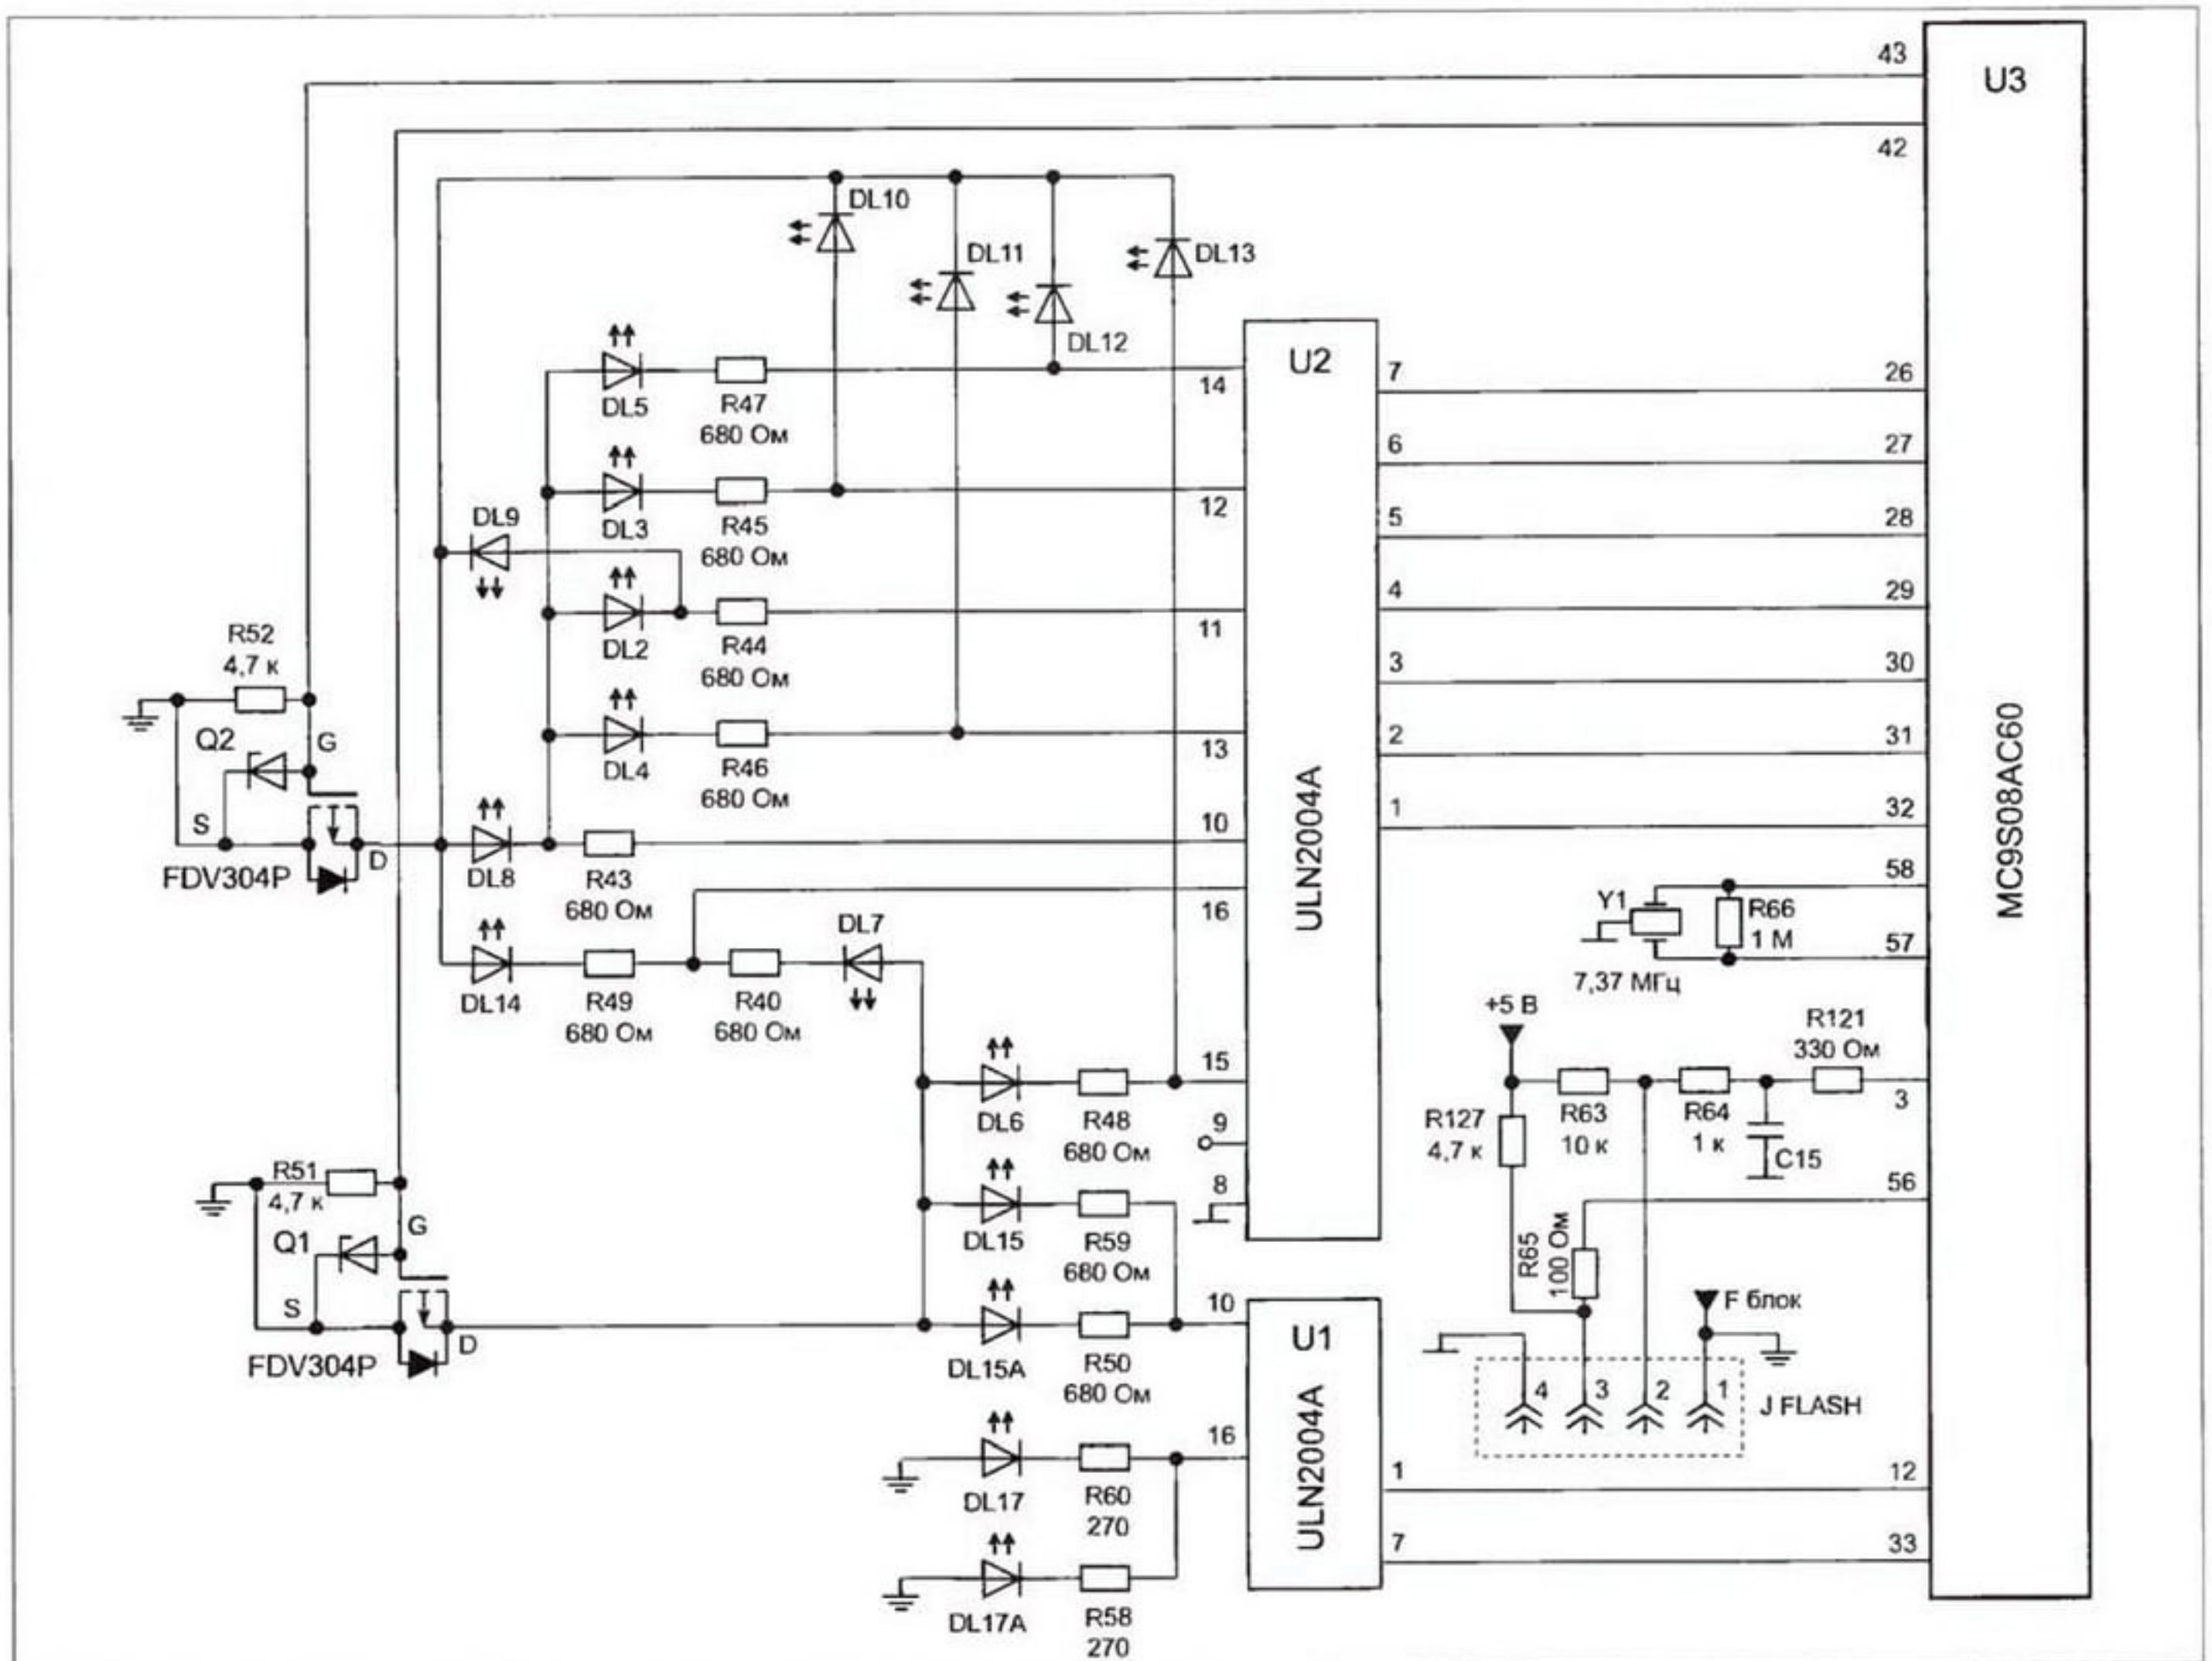 43
U3
42
DL10
DL11
DL13
DL12
U2
14
7
26
DL5
R47
680 Ом
6
27
DL9
DL3
R45
680 Ом
12
5
28
4
29
DL2
R44
680 Ом
11
R52
4,7 к
3
30
Q2
G
DL4
R46
680 Ом
13
2
31
S
D
10
1
32
FDV304P
DL8
R43
680 Ом
16
ULN2004A
MC9S08AC60
58
Y1
R66
1 М
57
7,37 МГц
DL7
DL14
R49
680 Ом
R40
680 Ом
+5 В
R121
330 Ом
15
DL6
R48
680 Ом
9
R127
4,7 к
R63
10 к
R64
1 к
C15
3
8
56
R51
4,7 к
G
Q1
DL15
R59
680 Ом
R65
100 Ом
S
D
10
U1
F блок
FDV304P
DL15A
R50
680 Ом
4
3
2
1
J FLASH
16
ULN2004A
DL17
R60
270
1
12
7
33
DL17A
R58
270